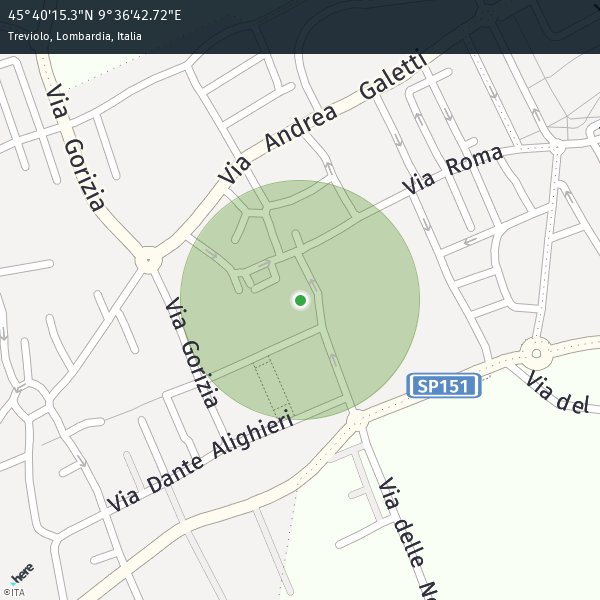 45°40'15.3"N 9°36'42.72"E
Treviolo, Lombardia, Italia
Via Gorizia
Via Andrea Galetti
Via Roma
Via Gorizia
SP151
Via del
Via Dante Alighieri
Via delle
here
©ITA